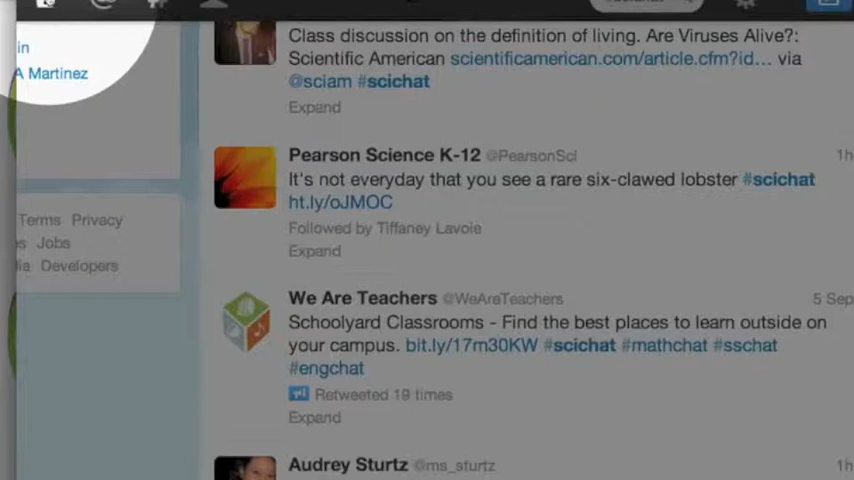 in
A Martinez
Terms Privacy
Jobs
Developers
Class discussion on the definition of living. Are Viruses Alive?:
Scientific American scientificamerican.com/article.cfm?id... via
@sciam #scichat
Expand
Pearson Science K-12 @PearsonSci 1h
It's not everyday that you see a rare six-clawed lobster #scichat
ht.ly/oJMOC
Followed by Tiffaney Lavoie
Expand
We Are Teachers @WeAreTeachers 5 Sep
Schoolyard Classrooms - Find the best places to learn outside on
your campus. bit.ly/17m30KW #scichat #mathchat #sschat
#engchat
Retweeted 19 times
Expand
Audrey Sturtz @ms_sturtz 1h